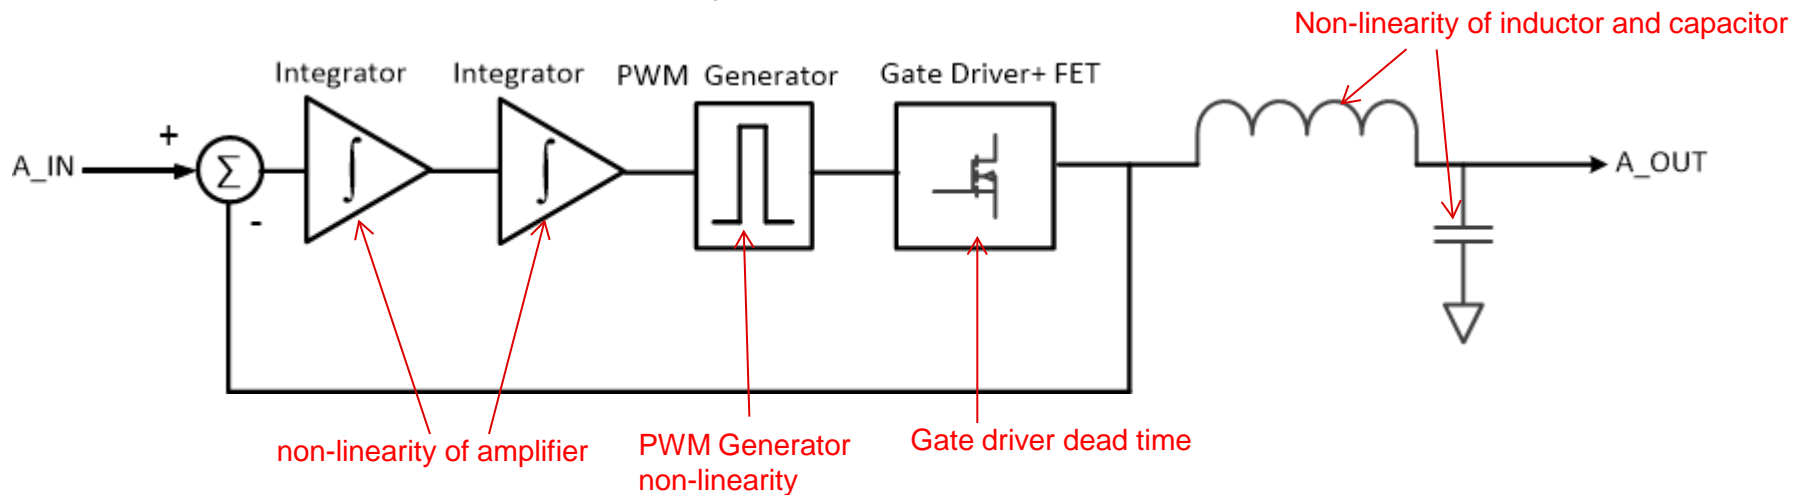 Non-linearity of inductor and capacitor
Integrator
Integrator
PWM Generator
Gate Driver+ FET
+
A_IN
Σ
∫
∫
A_OUT
-
non-linearity of amplifier
PWM Generator
non-linearity
Gate driver dead time